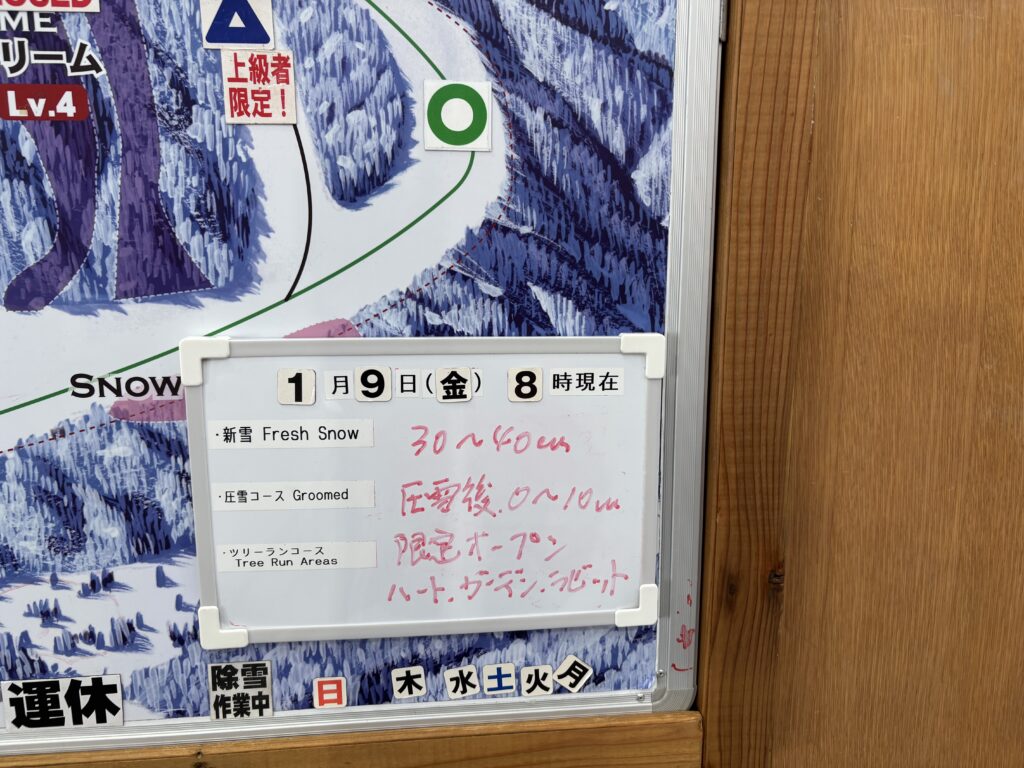 ME
リーム
Lv.4
上級者
限定！
SNOW
1月9日(金) 8時現在
・新雪 Fresh Snow 30〜40cm
・圧雪コース Groomed 圧雪後、0〜10cm
・ツリーランコース
Tree Run Areas
限定オープン
ハート、ガーデン、ラビット
運休
除雪
作業中
日 木 水 土 火 月